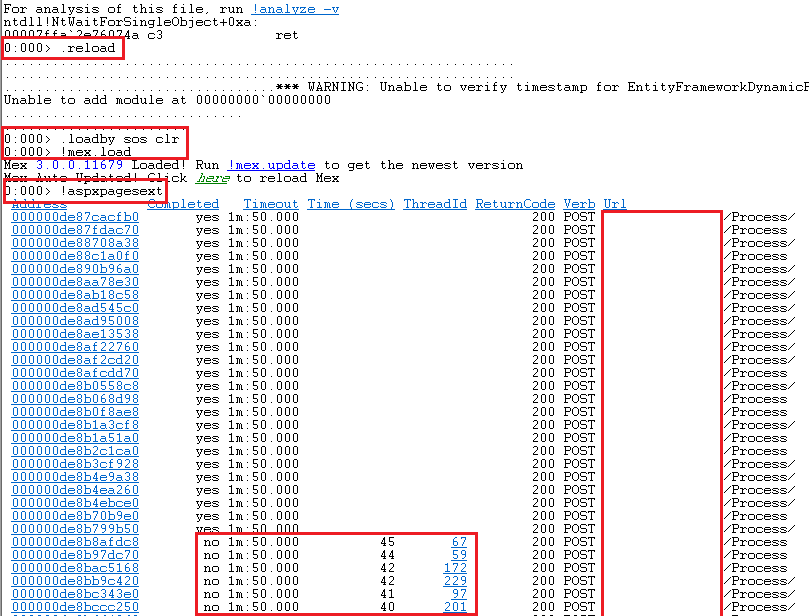 For analysis of this file, run !analyze -v
ntdll!NtWaitForSingleObject+0xa:
00007ffa`2e76074a c3 ret
0:000> .reload
...............................................................
................................................................
..................................*** WARNING: Unable to verify timestamp for EntityFrameworkDynamicP
Unable to add module at 00000000`00000000
..............................
0:000> .loadby sos clr
0:000> !mex.load
Mex 3.0.0.11679 Loaded! Run !mex.update to get the newest version
Mex Auto Updated! Click here to reload Mex
0:000> !aspxpagesext
Address Completed Timeout Time (secs) ThreadId ReturnCode Verb Url
000000de87cacfb0 yes 1m:50.000 200 POST /Process/
000000de87fdac70 yes 1m:50.000 200 POST /Process
000000de88708a38 yes 1m:50.000 200 POST /Process/
000000de88c1a0f0 yes 1m:50.000 200 POST /Process
000000de890b96a0 yes 1m:50.000 200 POST /Process/
000000de8aa78e30 yes 1m:50.000 200 POST /Process/
000000de8ab18c58 yes 1m:50.000 200 POST /Process/
000000de8ad545c0 yes 1m:50.000 200 POST /Process/
000000de8ad95008 yes 1m:50.000 200 POST /Process
000000de8ae13538 yes 1m:50.000 200 POST /Process/
000000de8af22760 yes 1m:50.000 200 POST /Process/
000000de8af2cd20 yes 1m:50.000 200 POST /Process/
000000de8afcdd70 yes 1m:50.000 200 POST /Process
000000de8b0558c8 yes 1m:50.000 200 POST /Process/
000000de8b068d98 yes 1m:50.000 200 POST /Process
000000de8b0f8ae8 yes 1m:50.000 200 POST /Process
000000de8b1a3cf8 yes 1m:50.000 200 POST /Process/
000000de8b1a51a0 yes 1m:50.000 200 POST /Process
000000de8b2c1ca0 yes 1m:50.000 200 POST /Process
000000de8b3cf928 yes 1m:50.000 200 POST /Process/
000000de8b4e9a38 yes 1m:50.000 200 POST /Process/
000000de8b4ea260 yes 1m:50.000 200 POST /Process/
000000de8b4ebce0 yes 1m:50.000 200 POST /Process/
000000de8b70b9e0 yes 1m:50.000 200 POST /Process
000000de8b799b50 yes 1m:50.000 200 POST /Process/
000000de8b8afdc8 no 1m:50.000 45 67 200 POST /Process
000000de8b97dc70 no 1m:50.000 44 59 200 POST /Process
000000de8bac5168 no 1m:50.000 42 172 200 POST /Process/
000000de8bb9c420 no 1m:50.000 42 229 200 POST /Process/
000000de8bc343e0 no 1m:50.000 41 97 200 POST /Process/
000000de8bccc250 no 1m:50.000 40 201 200 POST /Process/